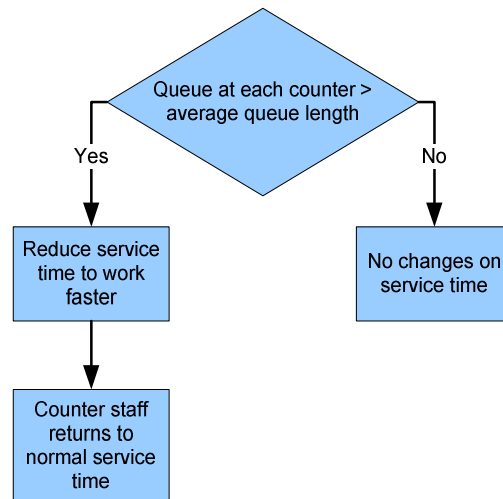 Queue at each counter >
average queue length
Yes
No
Reduce service
time to work
faster
No changes on
service time
Counter staff
returns to
normal service
time